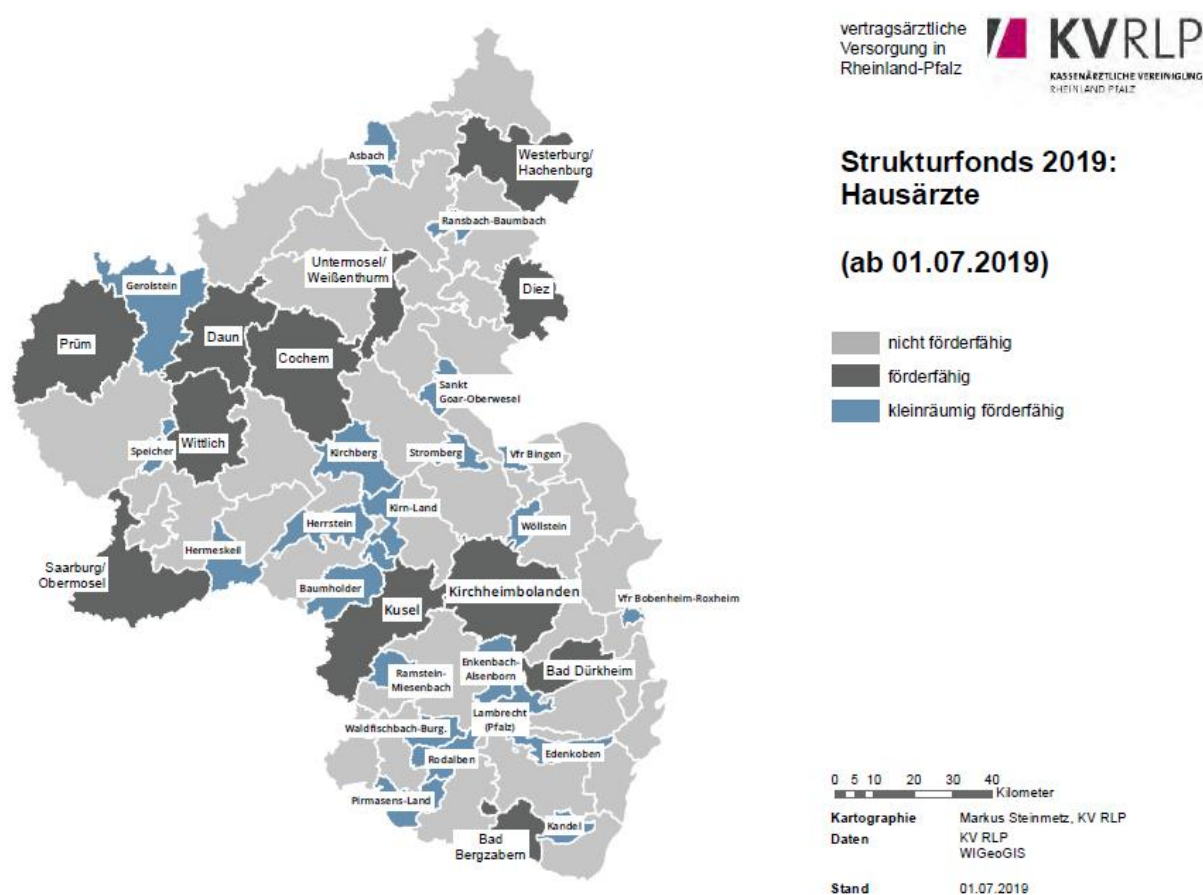 vertragsärztliche
Versorgung in
Rheinland-Pfalz
KVRLP
KASSENÄRZTLICHE VEREINIGUNG
RHEINLAND-PFALZ
Strukturfonds 2019:
Hausärzte
(ab 01.07.2019)
nicht förderfähig
förderfähig
kleinräumig förderfähig
Asbach
Westerburg/
Hachenburg
Ransbach-Baumbach
Untermosel/
Weißenthurm
Gerolstein
Diez
Prüm
Daun
Cochem
Sankt
Goar-Oberwesel
Speicher
Wittlich
Kirchberg
Stromberg
Vfr Bingen
Kirn-Land
Herrstein
Wöllstein
Hermeskeil
Saarburg/
Obermosel
Baumholder
Kirchheimbolanden
Vfr Bobenheim-Roxheim
Kusel
Enkenbach-
Alsenborn
Bad Dürkheim
Ramstein-
Miesenbach
Lambrecht
(Pfalz)
Waldfischbach-Burg.
Edenkoben
Rodalben
Pirmasens-Land
Kandel
Bad
Bergzabern
0 5 10 20 30 40
Kilometer
Kartographie Markus Steinmetz, KV RLP
Daten KV RLP
WIGeoGIS
Stand 01.07.2019